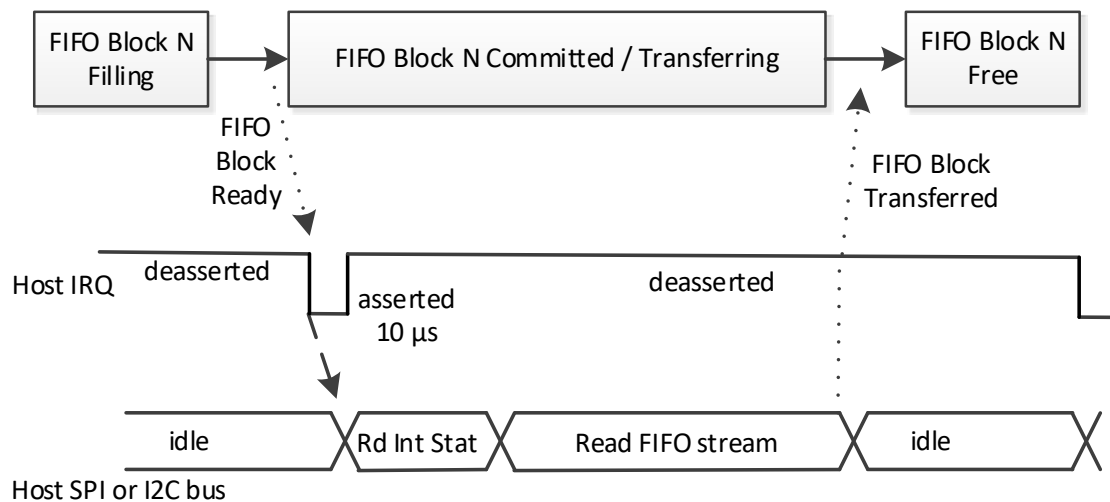 FIFO Block N
Filling
FIFO Block N Committed / Transferring
FIFO Block N
Free
FIFO
Block
Ready
FIFO Block
Transferred
Host IRQ
deasserted
asserted
10 µs
deasserted
idle
Rd Int Stat
Read FIFO stream
idle
Host SPI or I2C bus